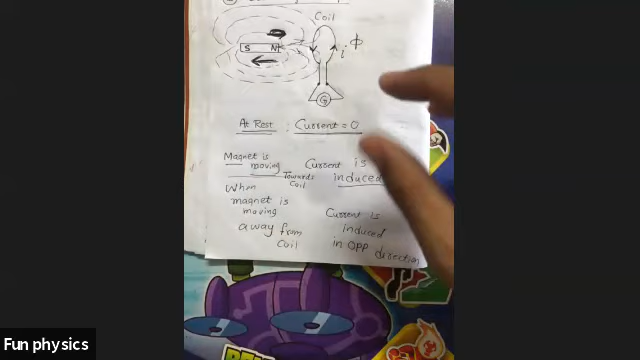 Coil
S N
i ϕ
G
At Rest : Current = 0
Magnet is moving Towards Coil
Current is induced
When magnet is moving away from Coil
Current is induced in opp direction
Fun physics